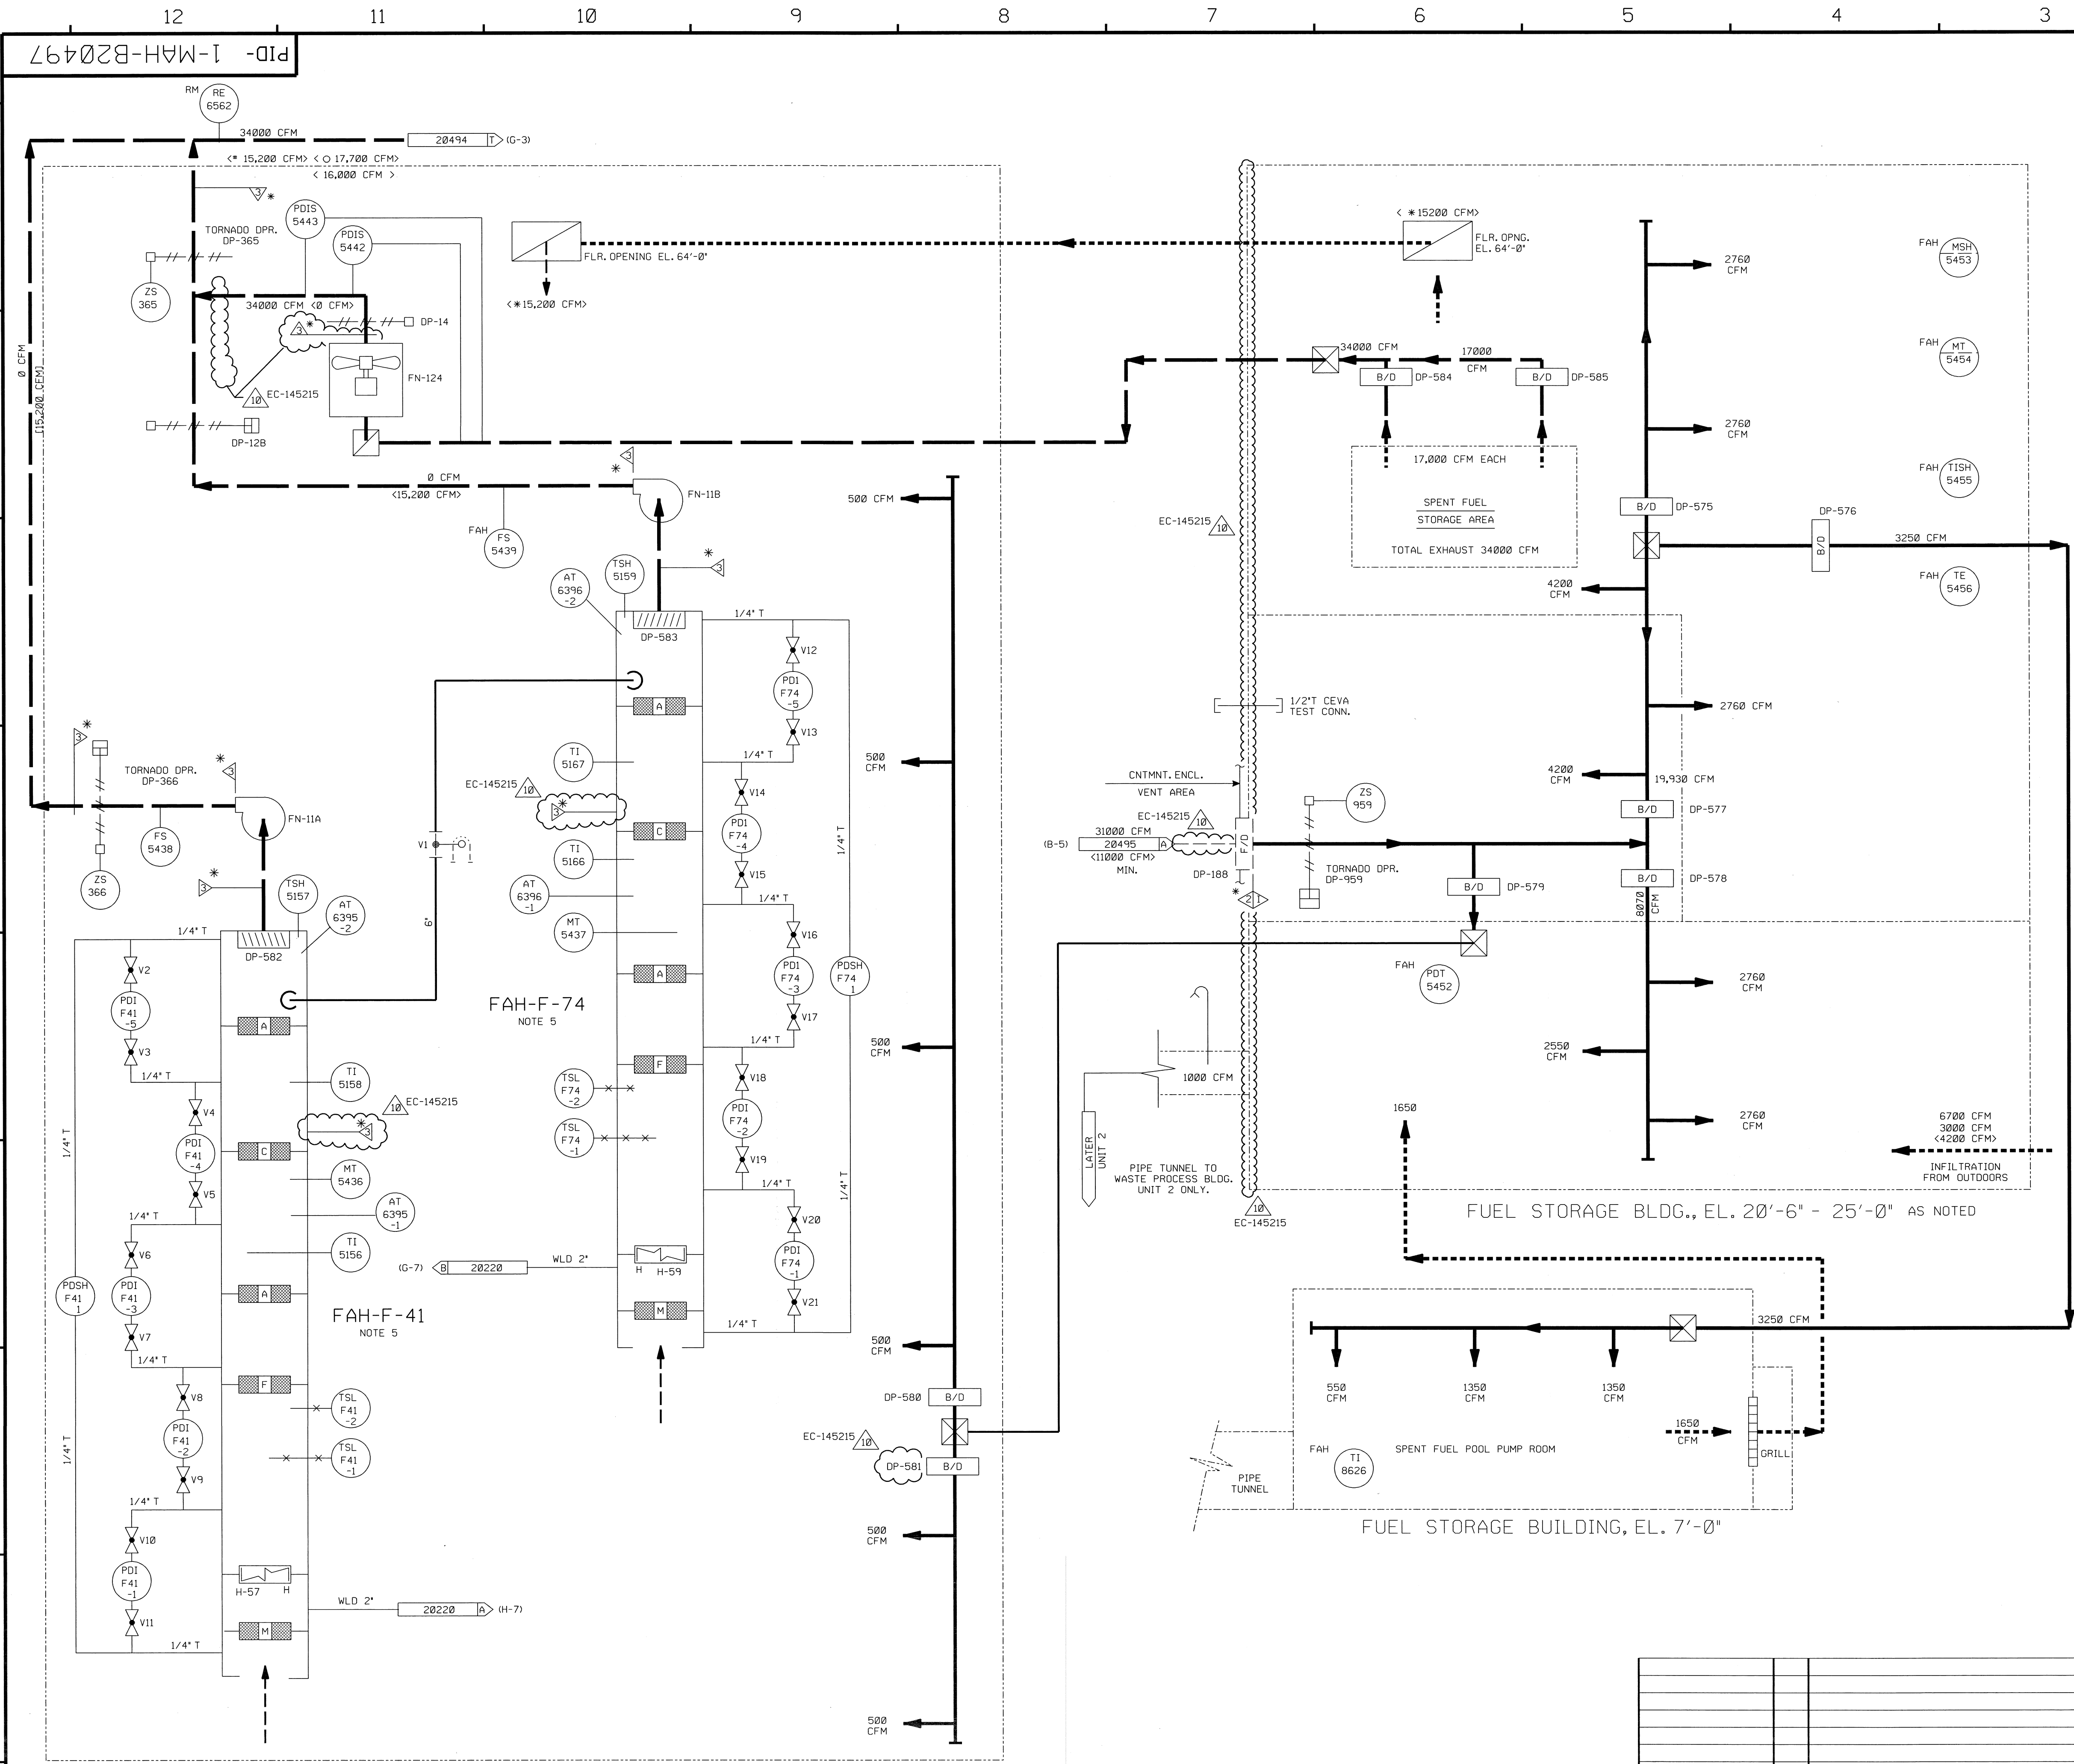 12 11 10 9 8 7 6 5 4 3
PID- 1-MAH-B20497
RM
RE
6562
34000 CFM
20494 T (G-3)
<* 15,200 CFM> < O 17,700 CFM>
< 16,000 CFM >
3 *
PDIS
5443
TORNADO DPR.
DP-365
PDIS
5442
ZS
365
34000 CFM <0 CFM>
3 *
DP-14
FN-124
10 EC-145215
DP-12B
0 CFM
[15,200 CFM]
FLR. OPENING EL. 64'-0"
<*15,200 CFM>
< *15200 CFM>
FLR. OPNG.
EL. 64'-0"
34000 CFM
17000
CFM
B/D DP-584
B/D DP-585
17,000 CFM EACH
SPENT FUEL
STORAGE AREA
TOTAL EXHAUST 34000 CFM
2760
CFM
2760
CFM
FAH MSH
5453
FAH MT
5454
FAH TISH
5455
FAH TE
5456
B/D DP-575
DP-576
B/D
3250 CFM
4200
CFM
2760 CFM
4200
CFM
19,930 CFM
B/D DP-577
B/D DP-578
8070
CFM
B/D DP-579
EC-145215 10
1/2"T CEVA
TEST CONN.
CNTMNT. ENCL.
VENT AREA
EC-145215
10
(B-5)
31000 CFM
20495 A
<11000 CFM>
MIN.
F/D
DP-188
* 2 I
ZS
959
TORNADO DPR.
DP-959
FAH
PDT
5452
2760
CFM
2550
CFM
2760
CFM
1000 CFM
LATER
UNIT 2
PIPE TUNNEL TO
WASTE PROCESS BLDG.
UNIT 2 ONLY.
10
EC-145215
1650
6700 CFM
3000 CFM
<4200 CFM>
INFILTRATION
FROM OUTDOORS
FUEL STORAGE BLDG., EL. 20'-6" - 25'-0" AS NOTED
3250 CFM
550
CFM
1350
CFM
1350
CFM
1650
CFM
GRILL
FAH
TI
8626
SPENT FUEL POOL PUMP ROOM
PIPE
TUNNEL
FUEL STORAGE BUILDING, EL. 7'-0"
0 CFM
<15,200 CFM>
FAH
FS
5439
* 3
FN-11B
* 3
TSH
5159
AT
6396
-2
DP-583
1/4" T
V12
PD1
F74
-5
V13
1/4" T
A
TI
5167
EC-145215 10
3 *
V14
PD1
F74
-4
V15
C
TI
5166
AT
6396
-1
MT
5437
1/4" T
1/4" T
V16
PD1
F74
-3
V17
PDSH
F74
1
A
FAH-F-74
NOTE 5
F
1/4" T
TSL
F74
-2
TSL
F74
-1
V18
PDI
F74
-2
V19
1/4" T
1/4" T
V20
PDI
F74
-1
V21
1/4" T
(G-7) B 20220 WLD 2"
H H-59
M
500 CFM
500
CFM
500
CFM
500
CFM
DP-580 B/D
EC-145215 10
DP-581 B/D
500
CFM
500
CFM
3 *
TORNADO DPR.
DP-366
* 3
FN-11A
FS
5438
ZS
366
* 3
TSH
5157
AT
6395
-2
V1
6"
1/4" T
DP-582
V2
PDI
F41
-5
V3
A
1/4" T
TI
5158
V4
PDI
F41
-4
V5
10 EC-145215
* 3
C
MT
5436
AT
6395
-1
1/4" T
1/4" T
TI
5156
V6
PDI
F41
-3
V7
PDSH
F41
1
A
FAH-F-41
NOTE 5
1/4" T
F
TSL
F41
-2
TSL
F41
-1
V8
PDI
F41
-2
V9
1/4" T
1/4" T
V10
PDI
F41
-1
V11
H-57 H
WLD 2" 20220 A (H-7)
M
1/4" T